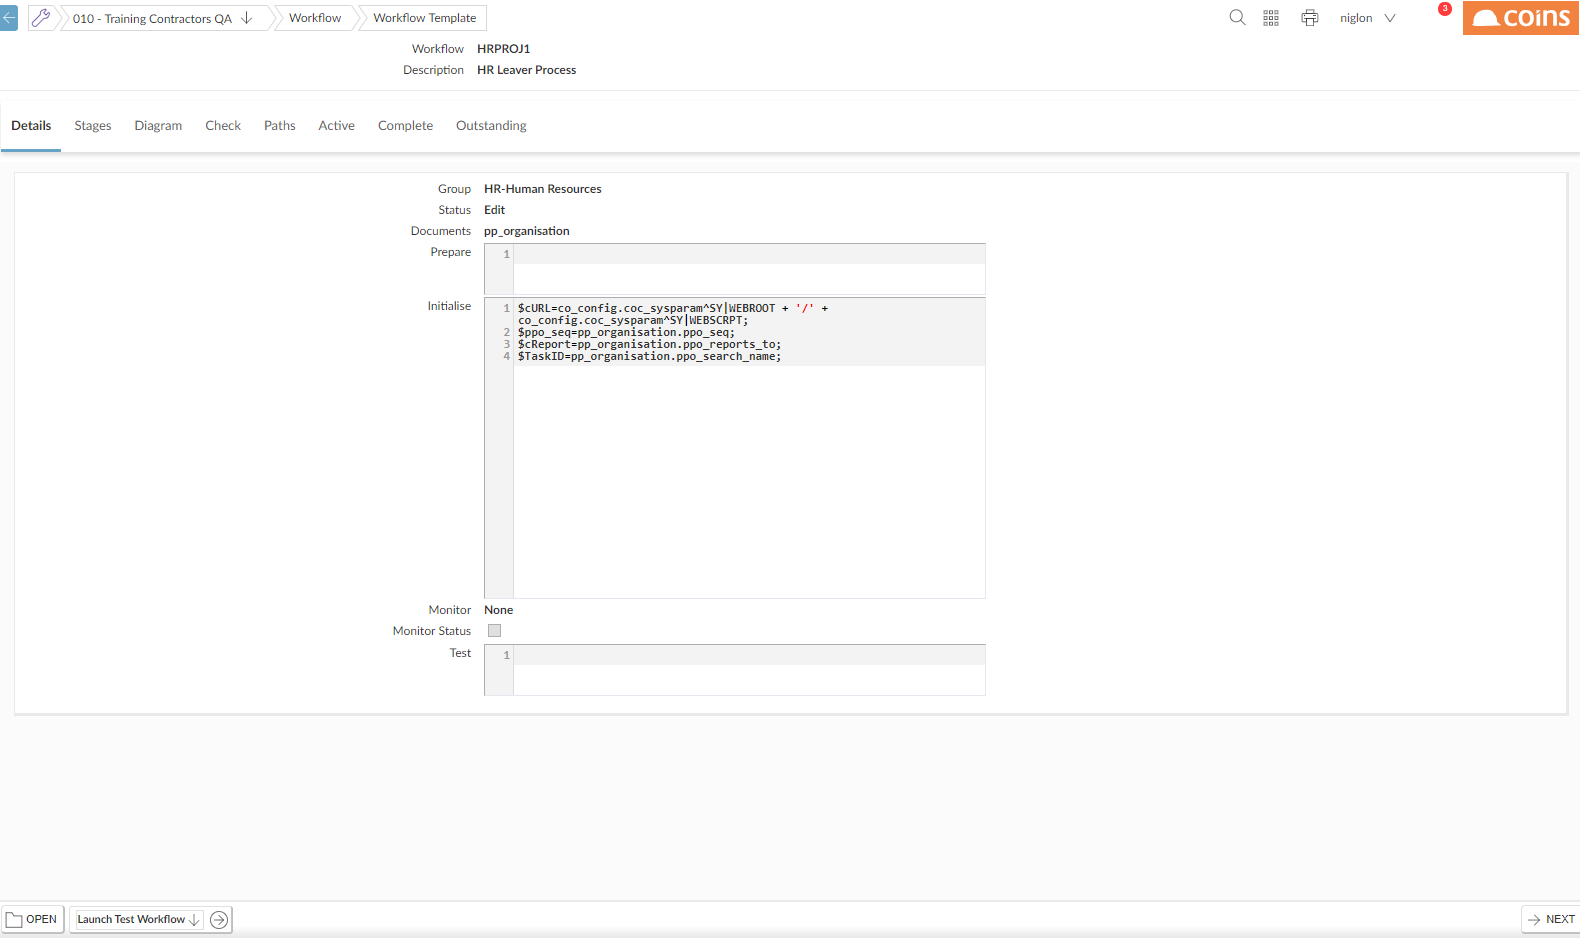 010 - Training Contractors QA
Workflow
Workflow Template
niglon
3
coins
Workflow HRPROJ1
Description HR Leaver Process
Details Stages Diagram Check Paths Active Complete Outstanding
Group HR-Human Resources
Status Edit
Documents pp_organisation
Prepare 1
Initialise 1 $cURL=co_config.coc_sysparam^SY|WEBROOT + '/' +
co_config.coc_sysparam^SY|WEBSCRPT;
2 $ppo_seq=pp_organisation.ppo_seq;
3 $cReport=pp_organisation.ppo_reports_to;
4 $TaskID=pp_organisation.ppo_search_name;
Monitor None
Monitor Status
Test 1
OPEN Launch Test Workflow NEXT